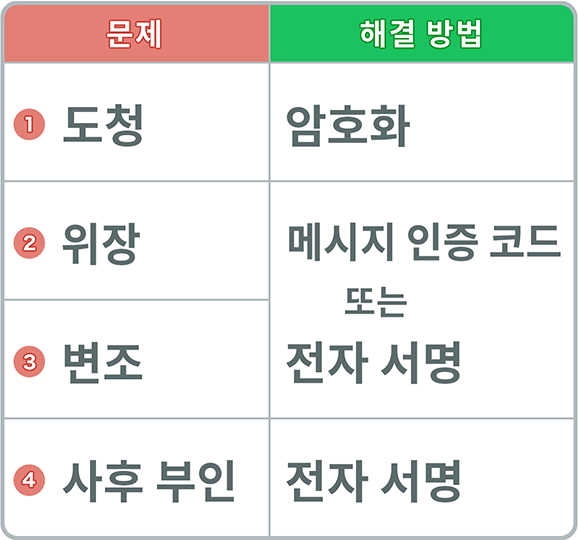 문제 해결 방법
1 도청 암호화
2 위장 메시지 인증 코드
또는
3 변조 전자 서명
4 사후 부인 전자 서명